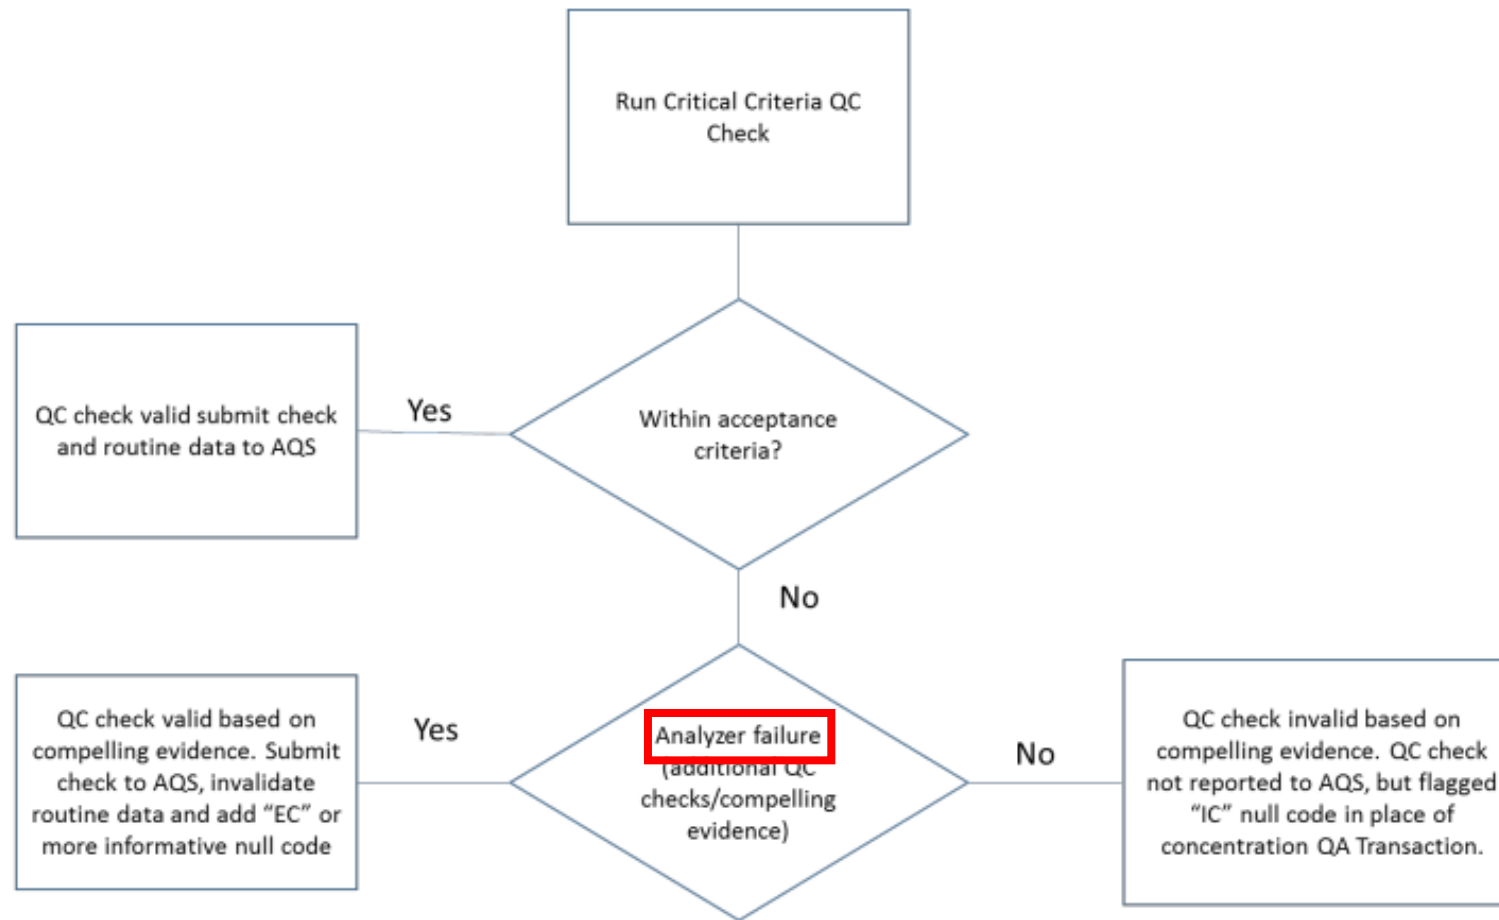 Run Critical Criteria QC
Check
Within acceptance
criteria?
Yes
QC check valid submit check
and routine data to AQS
No
Analyzer failure
(additional QC
checks/compelling
evidence)
Yes
QC check valid based on
compelling evidence. Submit
check to AQS, invalidate
routine data and add “EC” or
more informative null code
No
QC check invalid based on
compelling evidence. QC check
not reported to AQS, but flagged
“IC” null code in place of
concentration QA Transaction.